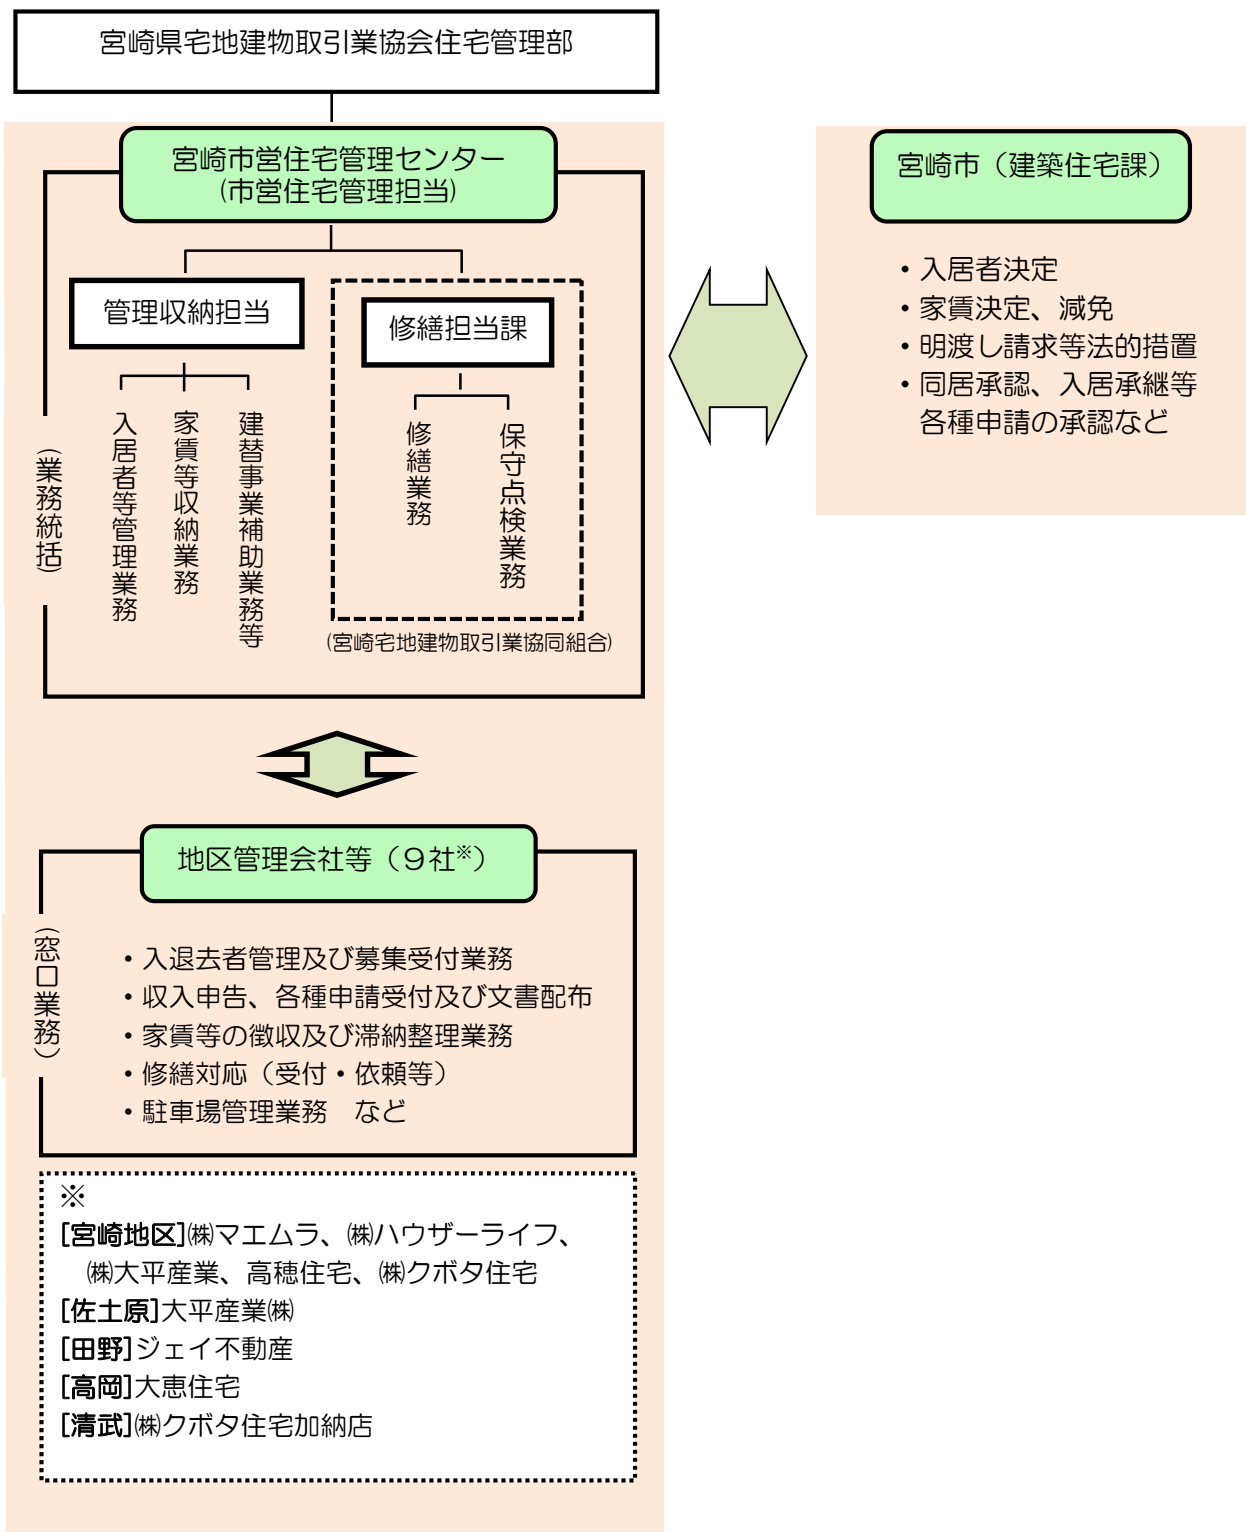 宮崎県宅地建物取引業協会住宅管理部
宮崎市営住宅管理センター
(市営住宅管理担当)
管理収納担当
修繕担当課
入居者等管理業務
家賃等収納業務
建替事業補助業務等
修繕業務
保守点検業務
(宮崎宅地建物取引業協同組合)
(業務統括)
宮崎市（建築住宅課）
・入居者決定
・家賃決定、減免
・明渡し請求等法的措置
・同居承認、入居承継等
各種申請の承認など
地区管理会社等（９社※）
(窓口業務)
・入退去者管理及び募集受付業務
・収入申告、各種申請受付及び文書配布
・家賃等の徴収及び滞納整理業務
・修繕対応（受付・依頼等）
・駐車場管理業務　など
※
[宮崎地区]㈱マエムラ、㈱ハウザーライフ、
㈱大平産業、高穂住宅、㈱クボタ住宅
[佐土原]大平産業㈱
[田野]ジェイ不動産
[高岡]大恵住宅
[清武]㈱クボタ住宅加納店